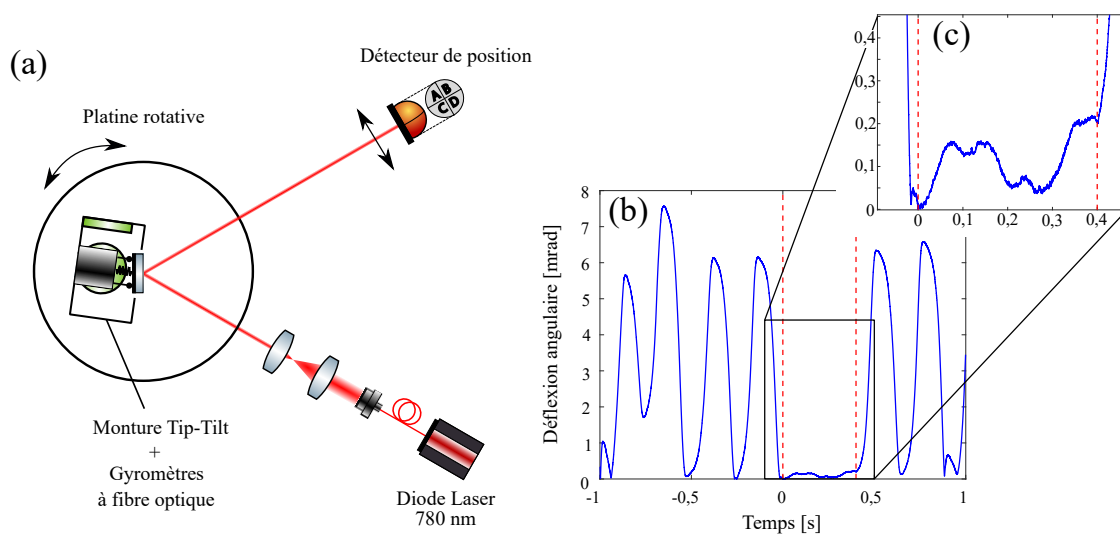 (a)
Détecteur de position
A B
C D
Platine rotative
Monture Tip-Tilt
+
Gyromètres
à fibre optique
Diode Laser
780 nm
(b)
Déflexion angulaire [mrad]
8
7
6
5
4
3
2
1
0
-1
-0,5
0
0,5
1
Temps [s]
(c)
0,4
0,3
0,2
0,1
0
0
0,1
0,2
0,3
0,4